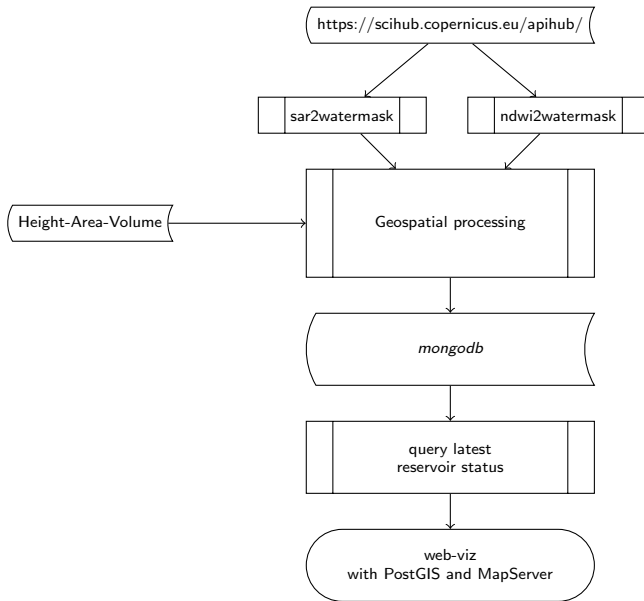 https://scihub.copernicus.eu/apihub/
sar2watermask
ndwi2watermask
Height-Area-Volume
Geospatial processing
mongodb
query latest
reservoir status
web-viz
with PostGIS and MapServer